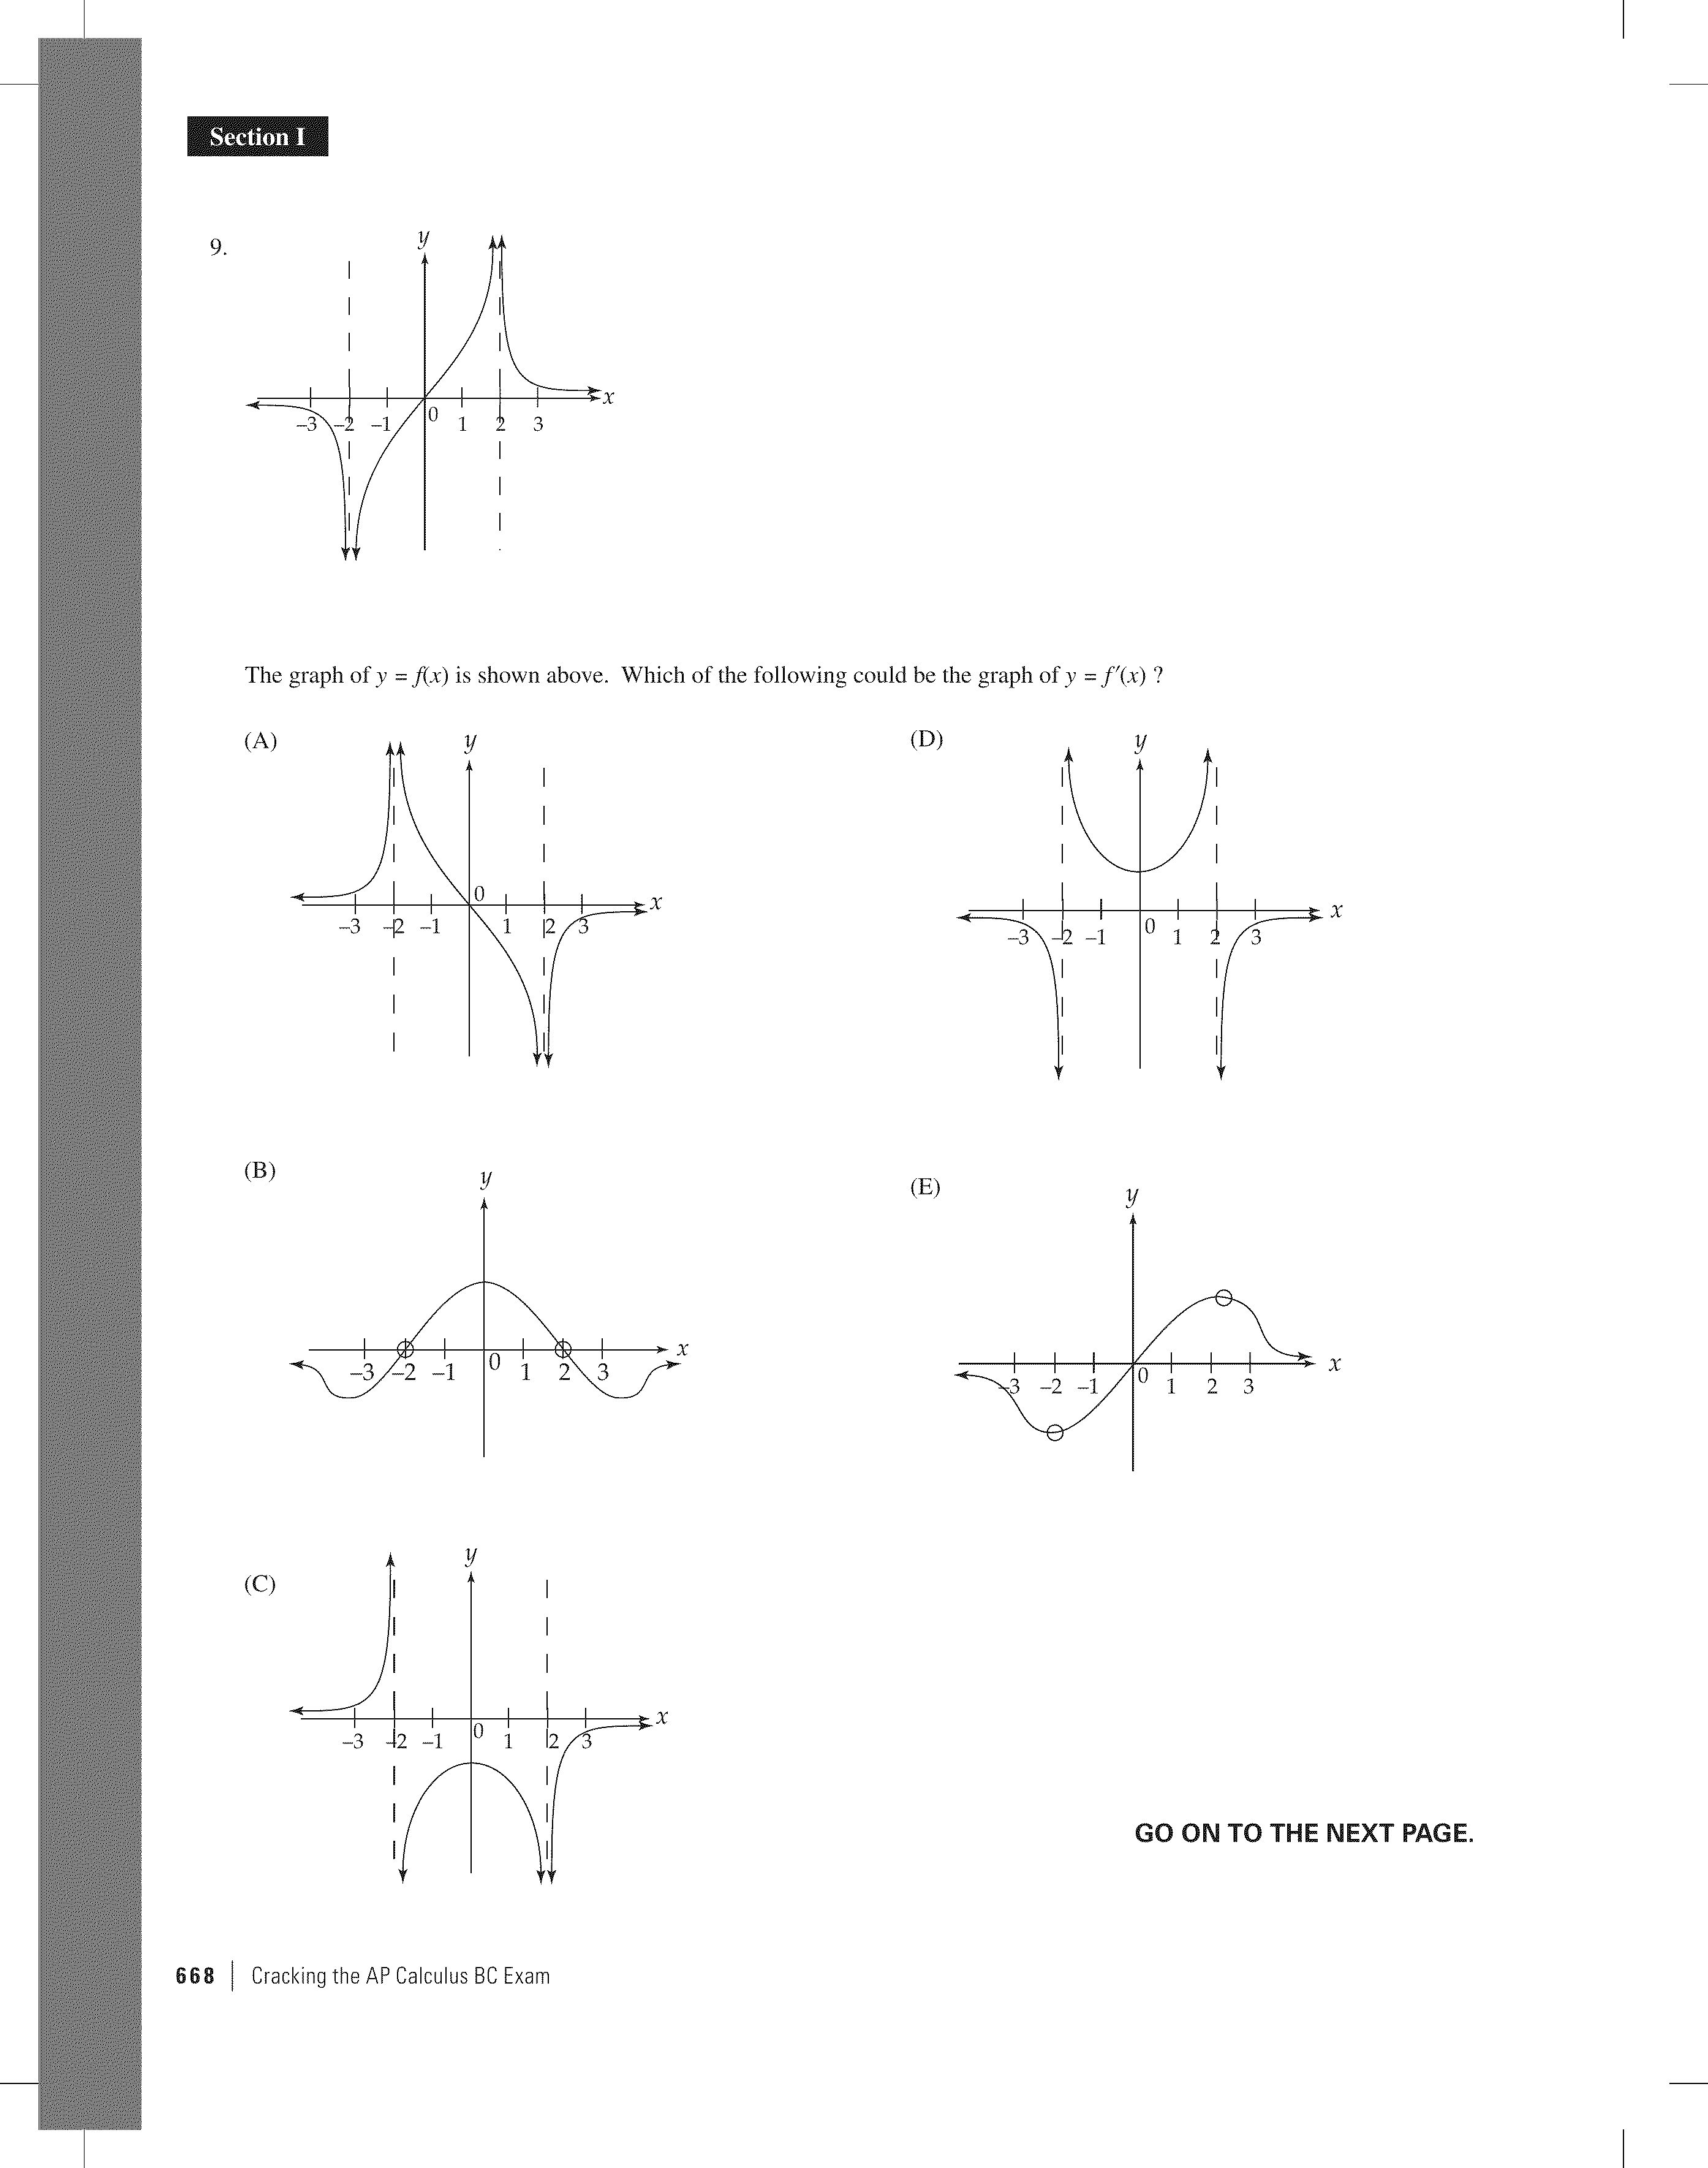 Section I
9.
y
x
–3 –2 –1 0 1 2 3
The graph of y = f(x) is shown above. Which of the following could be the graph of y = f′(x) ?
(A)
y
x
–3 –2 –1 0 1 2 3
(D)
y
x
–3 –2 –1 0 1 2 3
(B)
y
x
–3 –2 –1 0 1 2 3
(E)
y
x
–3 –2 –1 0 1 2 3
(C)
y
x
–3 –2 –1 0 1 2 3
GO ON TO THE NEXT PAGE.
668 | Cracking the AP Calculus BC Exam